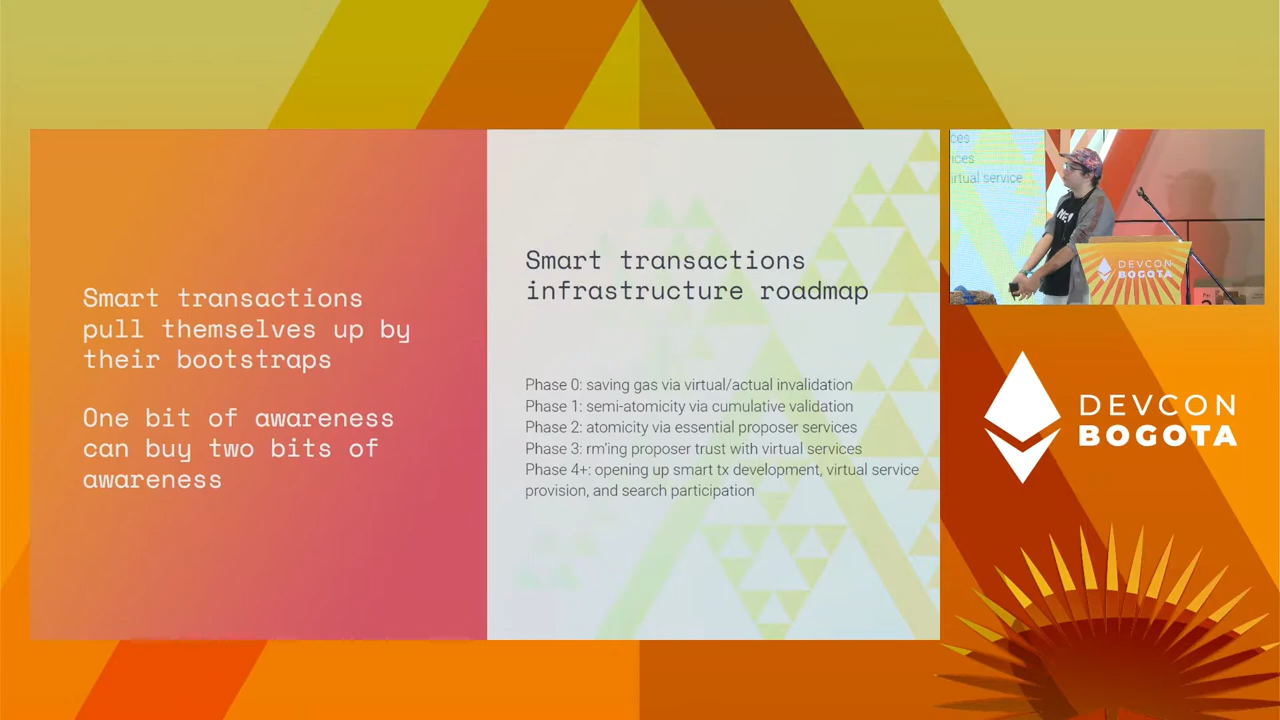 Smart transactions
pull themselves up by
their bootstraps
One bit of awareness
can buy two bits of
awareness
Smart transactions
infrastructure roadmap
Phase 0: saving gas via virtual/actual invalidation
Phase 1: semi-atomicity via cumulative validation
Phase 2: atomicity via essential proposer services
Phase 3: rm'ing proposer trust with virtual services
Phase 4+: opening up smart tx development, virtual service
provision, and search participation
ces
ices
irtual service
DEVCON
BOGOTA
DEVCON
BOGOTA